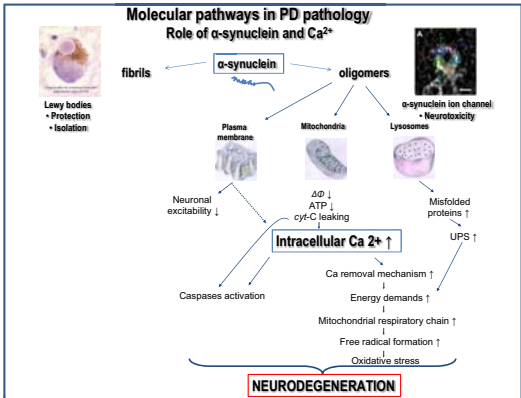 Molecular pathways in PD pathology
Role of α-synuclein and Ca²⁺
α-synuclein
fibrils
oligomers
A
Lewy bodies
• Protection
• Isolation
α-synuclein ion channel
• Neurotoxicity
Plasma
membrane
Mitochondria
Lysosomes
Neuronal
excitability ↓
ΔΦ ↓
ATP ↓
cyt-C leaking
Misfolded
proteins ↑
UPS ↑
Intracellular Ca 2+ ↑
Ca removal mechanism ↑
Caspases activation
Energy demands ↑
Mitochondrial respiratory chain ↑
Free radical formation ↑
Oxidative stress
NEURODEGENERATION